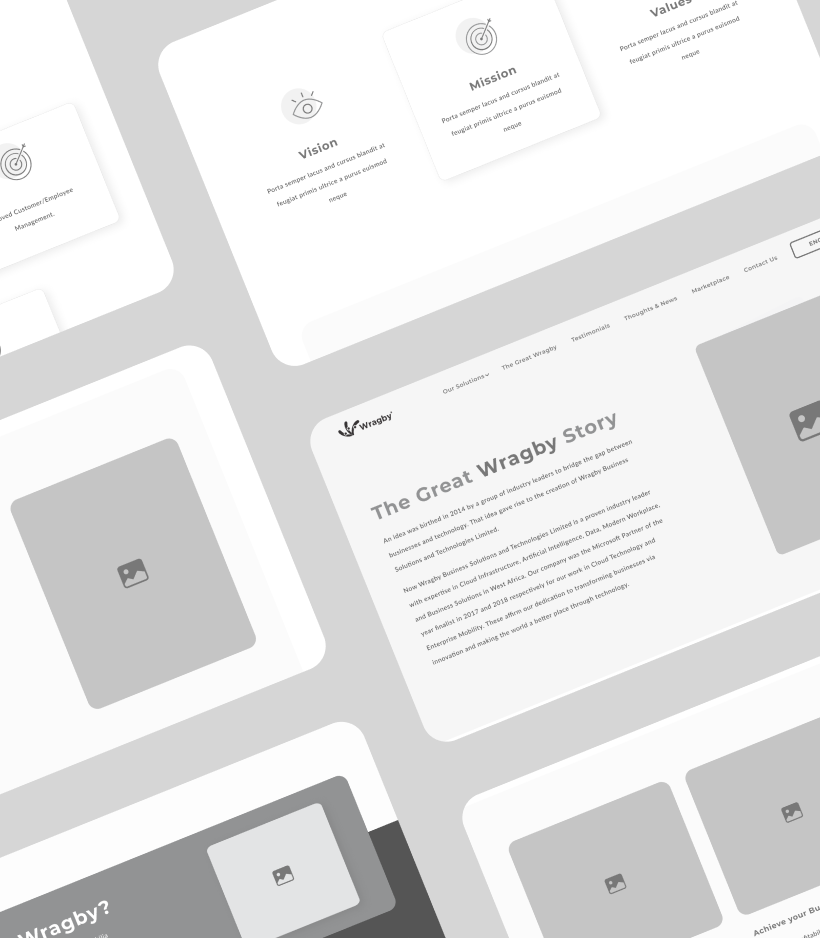 Values
Porta semper lacus and cursus blandit at
feugiat primis ultrice a purus euismod
neque
Mission
Porta semper lacus and cursus blandit at
feugiat primis ultrice a purus euismod
neque
Vision
Porta semper lacus and cursus blandit at
feugiat primis ultrice a purus euismod
neque
Customer/Employee
Management.
Wragby
Our Solutions
The Great Wragby
Testimonials
Thoughts & News
Marketplace
Contact Us
The Great Wragby Story
An idea was birthed in 2014 by a group of industry leaders to bridge the gap between
businesses and technology. That idea gave rise to the creation of Wragby Business
Solutions and Technologies Limited.
Now Wragby Business Solutions and Technologies Limited is a proven industry leader
with expertise in Cloud Infrastructure, Artificial Intelligence, Data, Modern Workplace,
and Business Solutions in West Africa. Our company was the Microsoft Partner of the
year finalist in 2017 and 2018 respectively for our work in Cloud Technology and
Enterprise Mobility. These affirm our dedication to transforming businesses via
innovation and making the world a better place through technology.
Wragby?
Achieve your